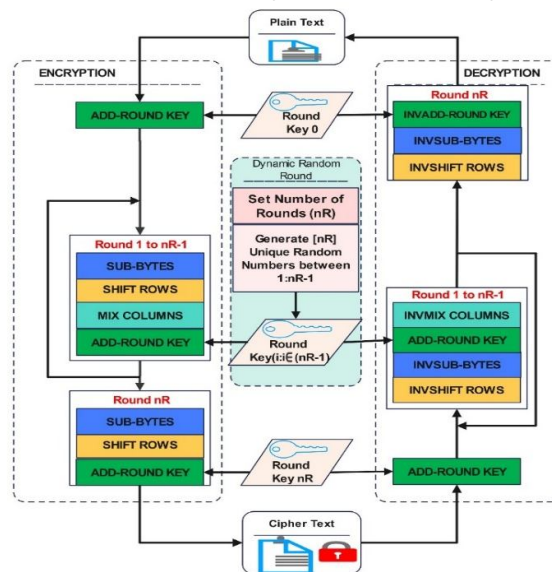 Plain Text
ENCRYPTION
DECRYPTION
ADD-ROUND KEY
Round
Key 0
Round nR
INVADD-ROUND KEY
INVSUB-BYTES
INVSHIFT ROWS
Dynamic Random
Round
Set Number of
Rounds (nR)
Generate [nR]
Unique Random
Numbers between
1:nR-1
Round 1 to nR-1
SUB-BYTES
SHIFT ROWS
MIX COLUMNS
ADD-ROUND KEY
Round
Key(i:i∈(nR-1)
Round 1 to nR-1
INVMIX COLUMNS
ADD-ROUND KEY
INVSUB-BYTES
INVSHIFT ROWS
Round nR
SUB-BYTES
SHIFT ROWS
ADD-ROUND KEY
Round
Key nR
ADD-ROUND KEY
Cipher Text